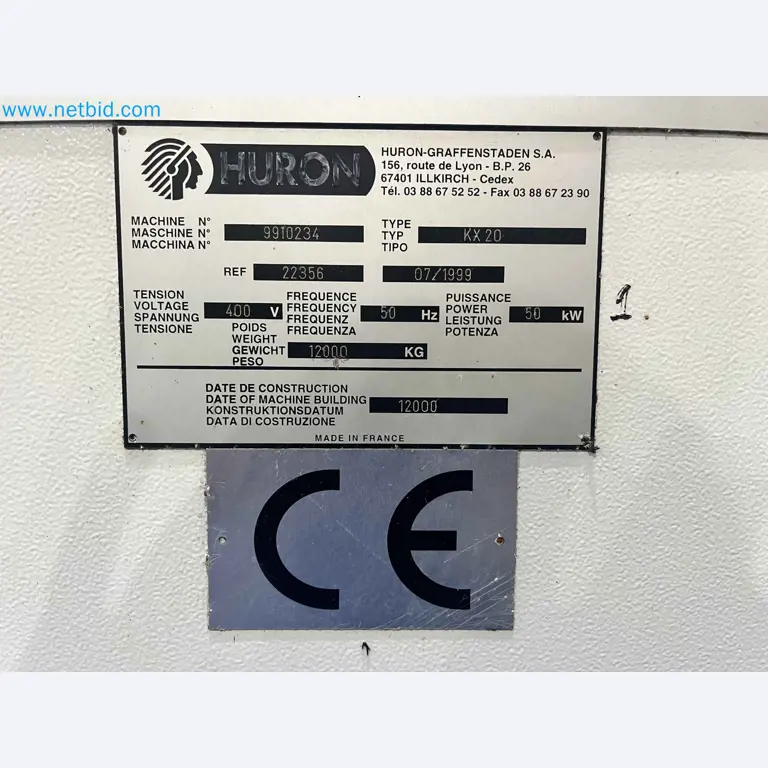 www.netbid.com
HURON
HURON-GRAFFENSTADEN S.A.
156, route de Lyon - B.P. 26
67401 ILLKIRCH - Cedex
Tél. 03 88 67 52 52 - Fax 03 88 67 23 90
MACHINE N°
MASCHINE N° 9910234
MACCHINA N°
TYPE
TYP KX 20
TIPO
REF 22356 07/1999
TENSION
VOLTAGE
SPANNUNG
TENSIONE
400 V
FREQUENCE
FREQUENCY
FREQUENZ
FREQUENZA
50 Hz
PUISSANCE
POWER
LEISTUNG
POTENZA
50 kW
POIDS
WEIGHT
GEWICHT
PESO
12000 KG
DATE DE CONSTRUCTION
DATE OF MACHINE BUILDING
KONSTRUKTIONSDATUM
DATA DI COSTRUZIONE
12000
MADE IN FRANCE
CE
1